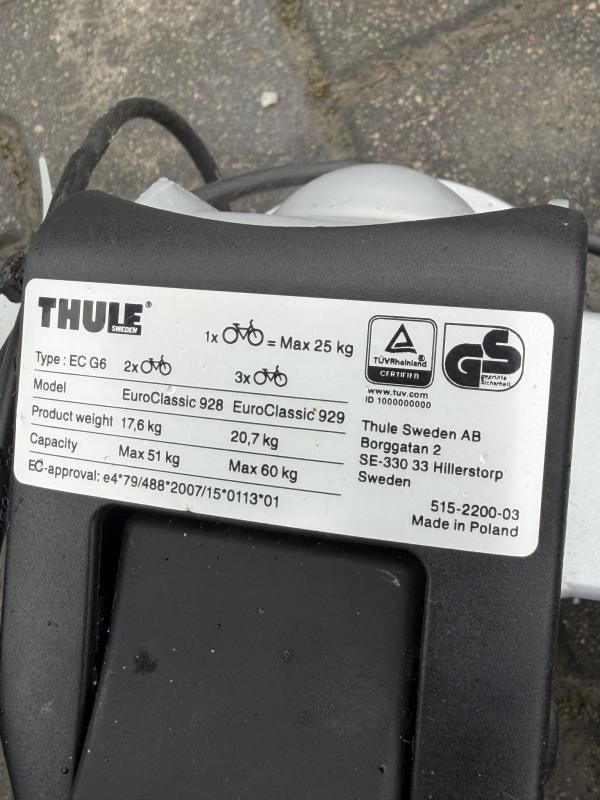 THULE®
SWEDEN
1x = Max 25 kg
Type : EC G6 2x 3x
Model EuroClassic 928 EuroClassic 929
Product weight 17,6 kg 20,7 kg
Capacity Max 51 kg Max 60 kg
EC-approval: e4*79/488*2007/15*0113*01
TÜVRheinland®
CERTIFIED
www.tuv.com
ID 1000000000
GS
geprüfte
Sicherheit
Thule Sweden AB
Borggatan 2
SE-330 33 Hillerstorp
Sweden
515-2200-03
Made in Poland